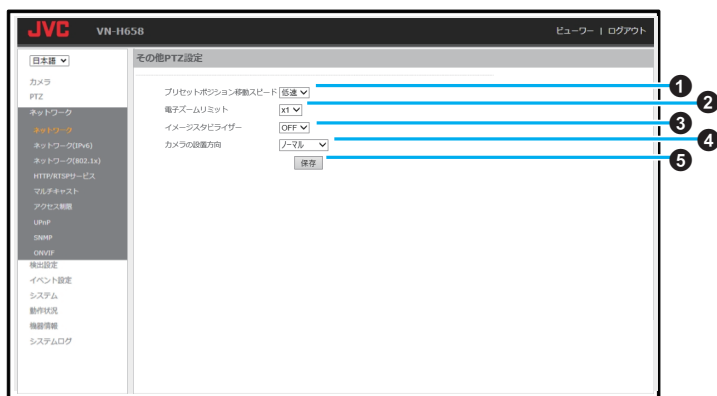 JVC VN-H658 ビューワー | ログアウト
日本語
その他PTZ設定
カメラ
PTZ
ネットワーク
ネットワーク
ネットワーク(IPv6)
ネットワーク(802.1x)
HTTP/RTSPサービス
マルチキャスト
アクセス制限
UPnP
SNMP
ONVIF
検出設定
イベント設定
システム
動作状況
機器情報
システムログ
プリセットポジション移動スピード 低速 1
電子ズームリミット x1 2
イメージスタビライザー OFF 3
カメラの設置方向 ノーマル 4
保存 5